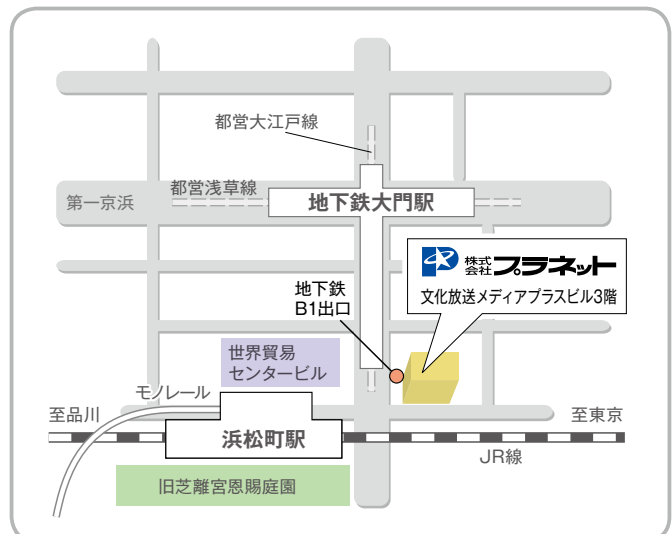 都営大江戸線
都営浅草線
第一京浜
地下鉄大門駅
株式
会社
プラネット
文化放送メディアプラスビル3階
地下鉄
B1出口
世界貿易
センタービル
モノレール
至品川
至東京
浜松町駅
JR線
旧芝離宮恩賜庭園